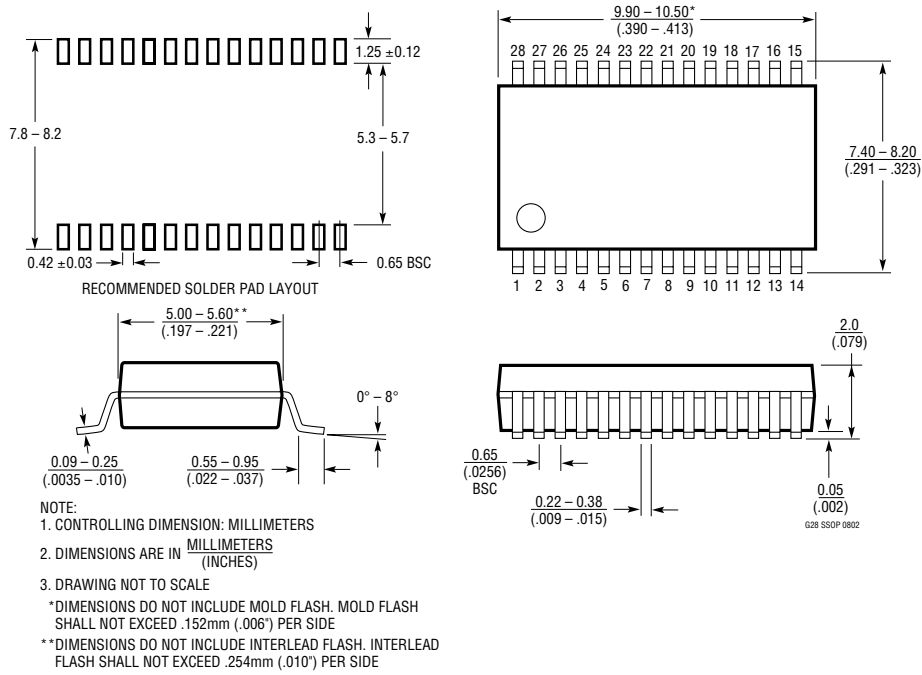 1.25 ±0.12
7.8 – 8.2
5.3 – 5.7
0.42 ±0.03
0.65 BSC
RECOMMENDED SOLDER PAD LAYOUT
9.90 – 10.50*
(.390 – .413)
28 27 26 25 24 23 22 21 20 19 18 17 16 15
7.40 – 8.20
(.291 – .323)
1 2 3 4 5 6 7 8 9 10 11 12 13 14
5.00 – 5.60**
(.197 – .221)
0° – 8°
0.09 – 0.25
(.0035 – .010)
0.55 – 0.95
(.022 – .037)
2.0
(.079)
0.65
(.0256)
BSC
0.22 – 0.38
(.009 – .015)
0.05
(.002)
G28 SSOP 0802
NOTE:
1. CONTROLLING DIMENSION: MILLIMETERS
2. DIMENSIONS ARE IN MILLIMETERS
(INCHES)
3. DRAWING NOT TO SCALE
*DIMENSIONS DO NOT INCLUDE MOLD FLASH. MOLD FLASH
SHALL NOT EXCEED .152mm (.006") PER SIDE
**DIMENSIONS DO NOT INCLUDE INTERLEAD FLASH. INTERLEAD
FLASH SHALL NOT EXCEED .254mm (.010") PER SIDE